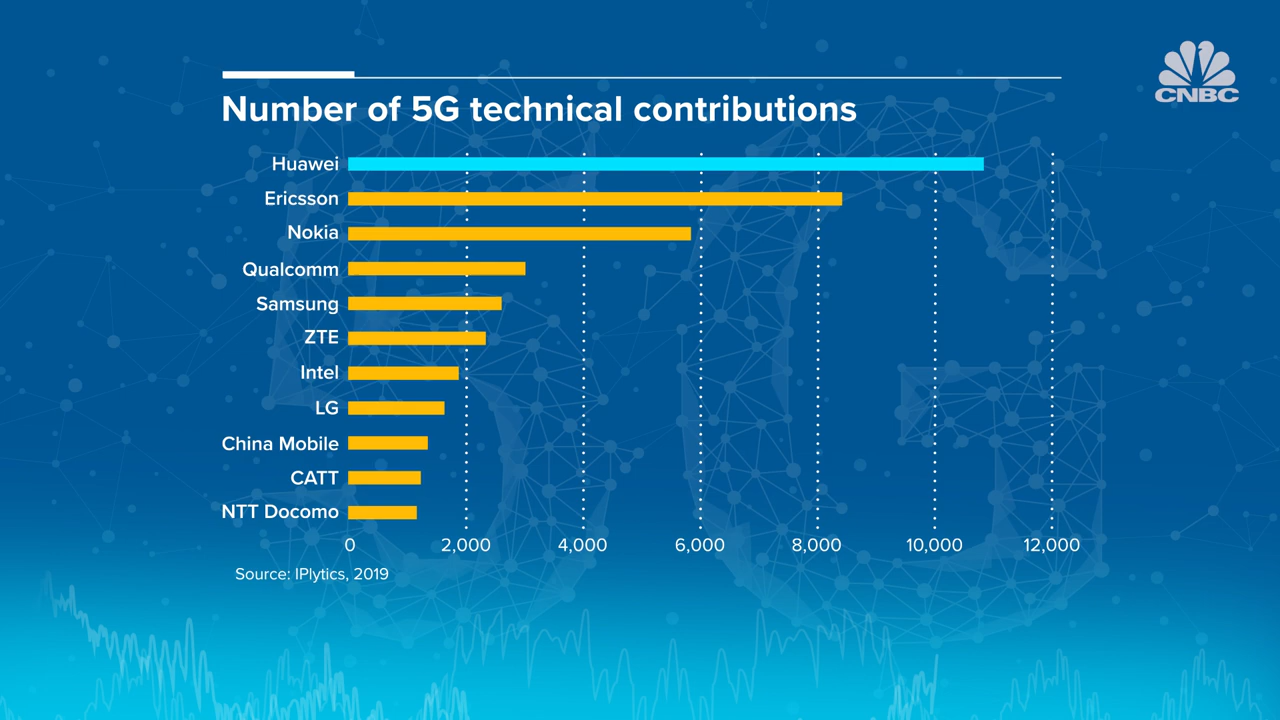 CNBC
Number of 5G technical contributions
Huawei
Ericsson
Nokia
Qualcomm
Samsung
ZTE
Intel
LG
China Mobile
CATT
NTT Docomo
0 2,000 4,000 6,000 8,000 10,000 12,000
Source: IPlytics, 2019